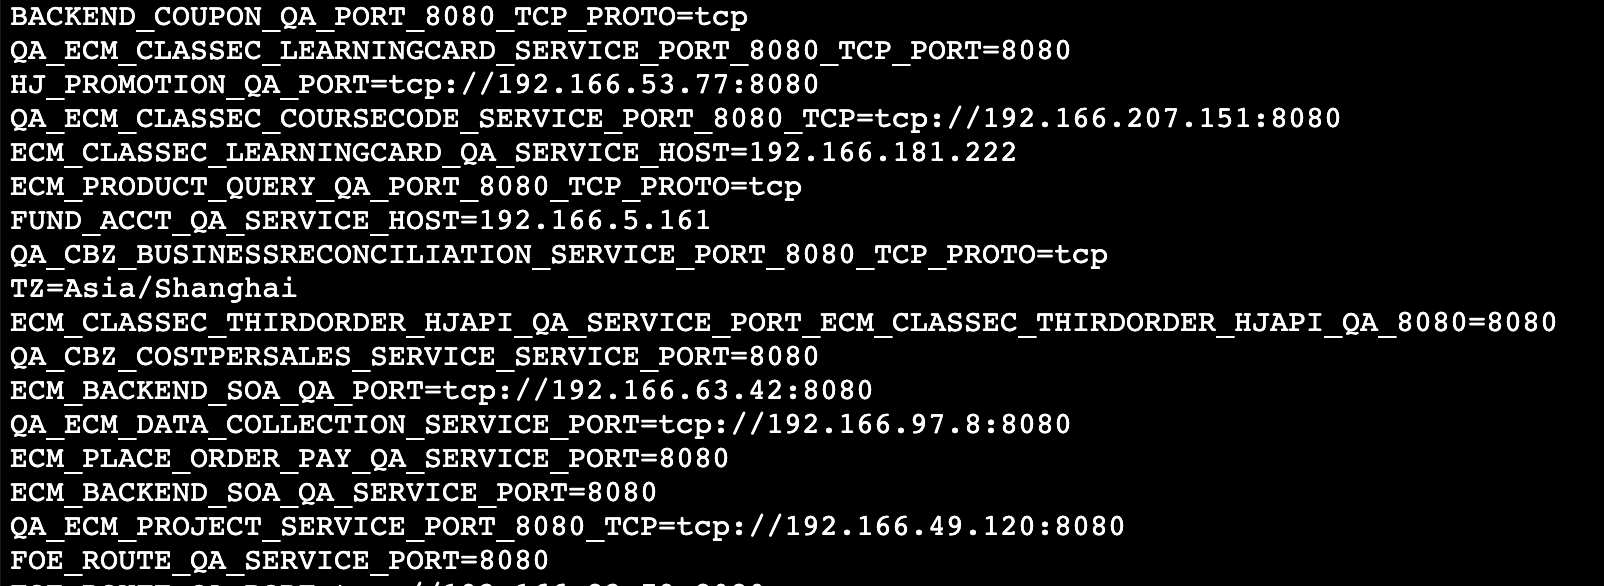 BACKEND_COUPON_QA_PORT_8080_TCP_PROTO=tcp
QA_ECM_CLASSEC_LEARNINGCARD_SERVICE_PORT_8080_TCP_PORT=8080
HJ_PROMOTION_QA_PORT=tcp://192.166.53.77:8080
QA_ECM_CLASSEC_COURSECODE_SERVICE_PORT_8080_TCP=tcp://192.166.207.151:8080
ECM_CLASSEC_LEARNINGCARD_QA_SERVICE_HOST=192.166.181.222
ECM_PRODUCT_QUERY_QA_PORT_8080_TCP_PROTO=tcp
FUND_ACCT_QA_SERVICE_HOST=192.166.5.161
QA_CBZ_BUSINESSRECONCILIATION_SERVICE_PORT_8080_TCP_PROTO=tcp
TZ=Asia/Shanghai
ECM_CLASSEC_THIRDORDER_HJAPI_QA_SERVICE_PORT_ECM_CLASSEC_THIRDORDER_HJAPI_QA_8080=8080
QA_CBZ_COSTPERSALES_SERVICE_SERVICE_PORT=8080
ECM_BACKEND_SOA_QA_PORT=tcp://192.166.63.42:8080
QA_ECM_DATA_COLLECTION_SERVICE_PORT=tcp://192.166.97.8:8080
ECM_PLACE_ORDER_PAY_QA_SERVICE_PORT=8080
ECM_BACKEND_SOA_QA_SERVICE_PORT=8080
QA_ECM_PROJECT_SERVICE_PORT_8080_TCP=tcp://192.166.49.120:8080
FOE_ROUTE_QA_SERVICE_PORT=8080